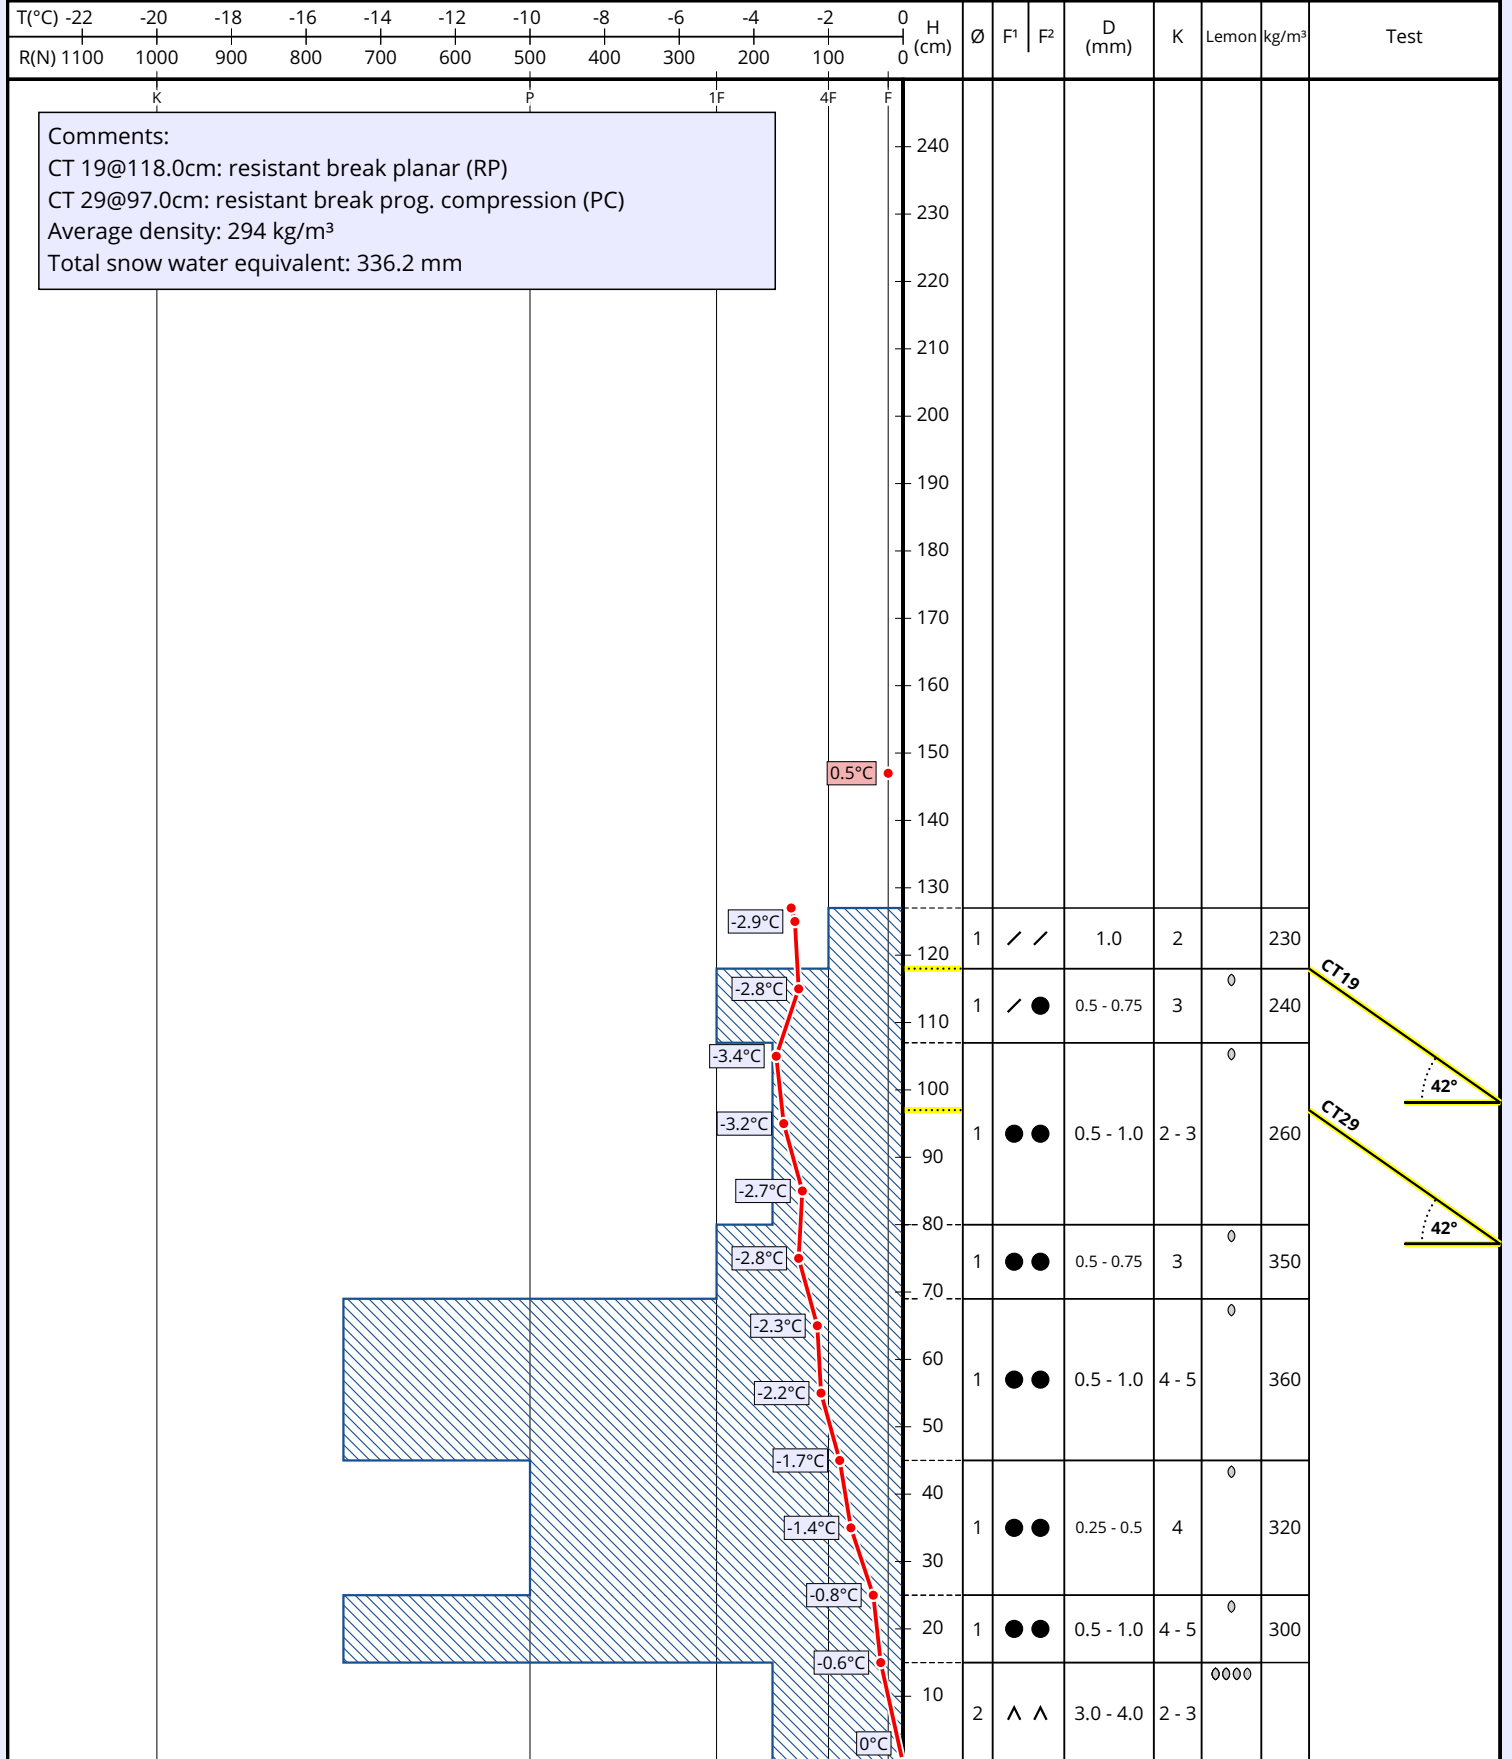 T(°C) -22 -20 -18 -16 -14 -12 -10 -8 -6 -4 -2 0
R(N) 1100 1000 900 800 700 600 500 400 300 200 100 0
H (cm) Ø F¹ F² D (mm) K Lemon kg/m³ Test
K P 1F 4F F
Comments:
CT 19@118.0cm: resistant break planar (RP)
CT 29@97.0cm: resistant break prog. compression (PC)
Average density: 294 kg/m³
Total snow water equivalent: 336.2 mm
240
230
220
210
200
190
180
170
160
150
0.5°C
140
130
-2.9°C
1 1.0 2 230
120
CT19
-2.8°C
1 0.5 - 0.75 3 240
110
-3.4°C
100
42°
CT29
-3.2°C
1 0.5 - 1.0 2 - 3 260
90
-2.7°C
80
42°
-2.8°C
1 0.5 - 0.75 3 350
70
-2.3°C
60
1 0.5 - 1.0 4 - 5 360
-2.2°C
50
-1.7°C
40
-1.4°C
1 0.25 - 0.5 4 320
30
-0.8°C
20
1 0.5 - 1.0 4 - 5 300
-0.6°C
10
2 3.0 - 4.0 2 - 3
0°C